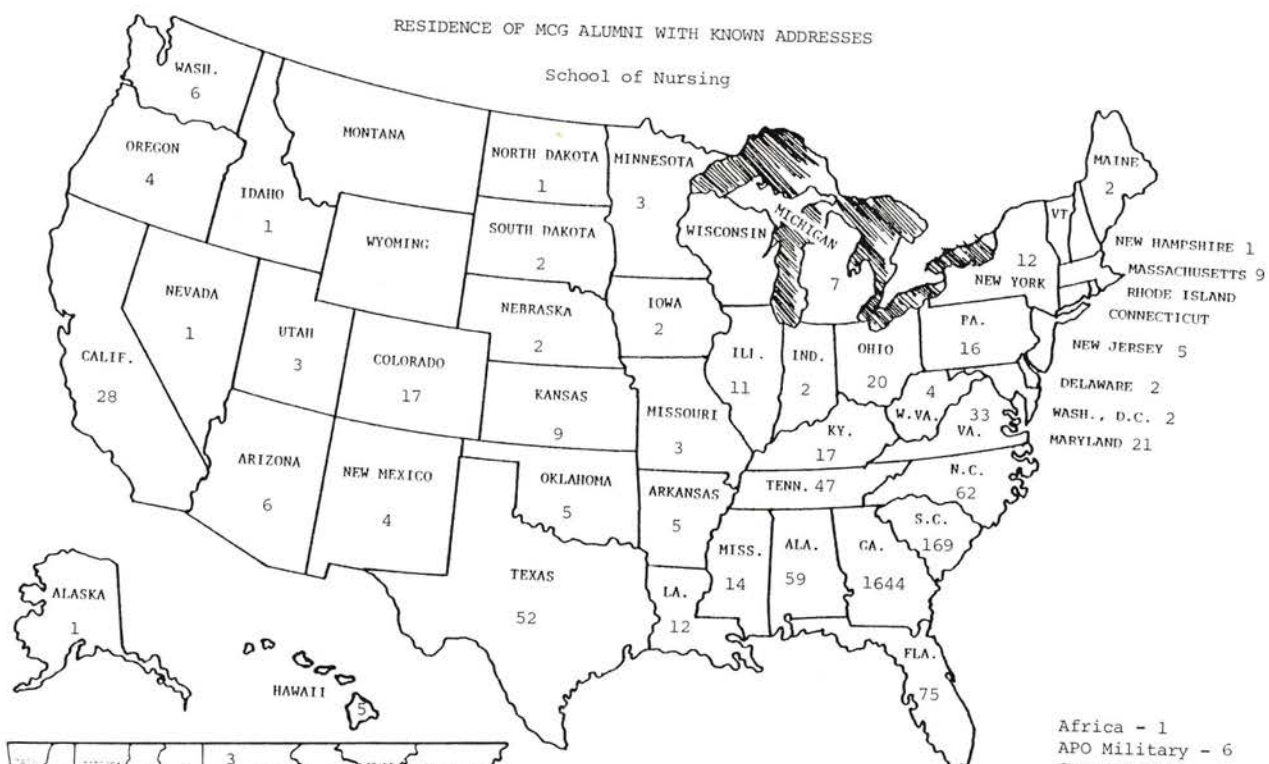 RESIDENCE OF MCG ALUMNI WITH KNOWN ADDRESSES
School of Nursing
WASH.
6
OREGON
4
CALIF.
28
IDAHO
1
NEVADA
1
MONTANA
WYOMING
UTAH
3
COLORADO
17
ARIZONA
6
NEW MEXICO
4
NORTH DAKOTA
1
SOUTH DAKOTA
2
NEBRASKA
2
KANSAS
9
OKLAHOMA
5
TEXAS
52
MINNESOTA
3
IOWA
2
MISSOURI
3
ARKANSAS
5
LA.
12
WISCONSIN
MICHIGAN
7
ILL.
11
IND.
2
OHIO
20
KY.
17
TENN. 47
MISS.
14
ALA.
59
GA.
1644
FLA.
75
S.C.
169
N.C.
62
33
VA.
4
W.VA.
PA.
16
12
NEW YORK
VT
MAINE
2
NEW HAMPSHIRE 1
MASSACHUSETTS 9
RHODE ISLAND
CONNECTICUT
NEW JERSEY 5
DELAWARE 2
WASH., D.C. 2
MARYLAND 21
ALASKA
1
HAWAII
5
3
Africa - 1
APO Military - 6